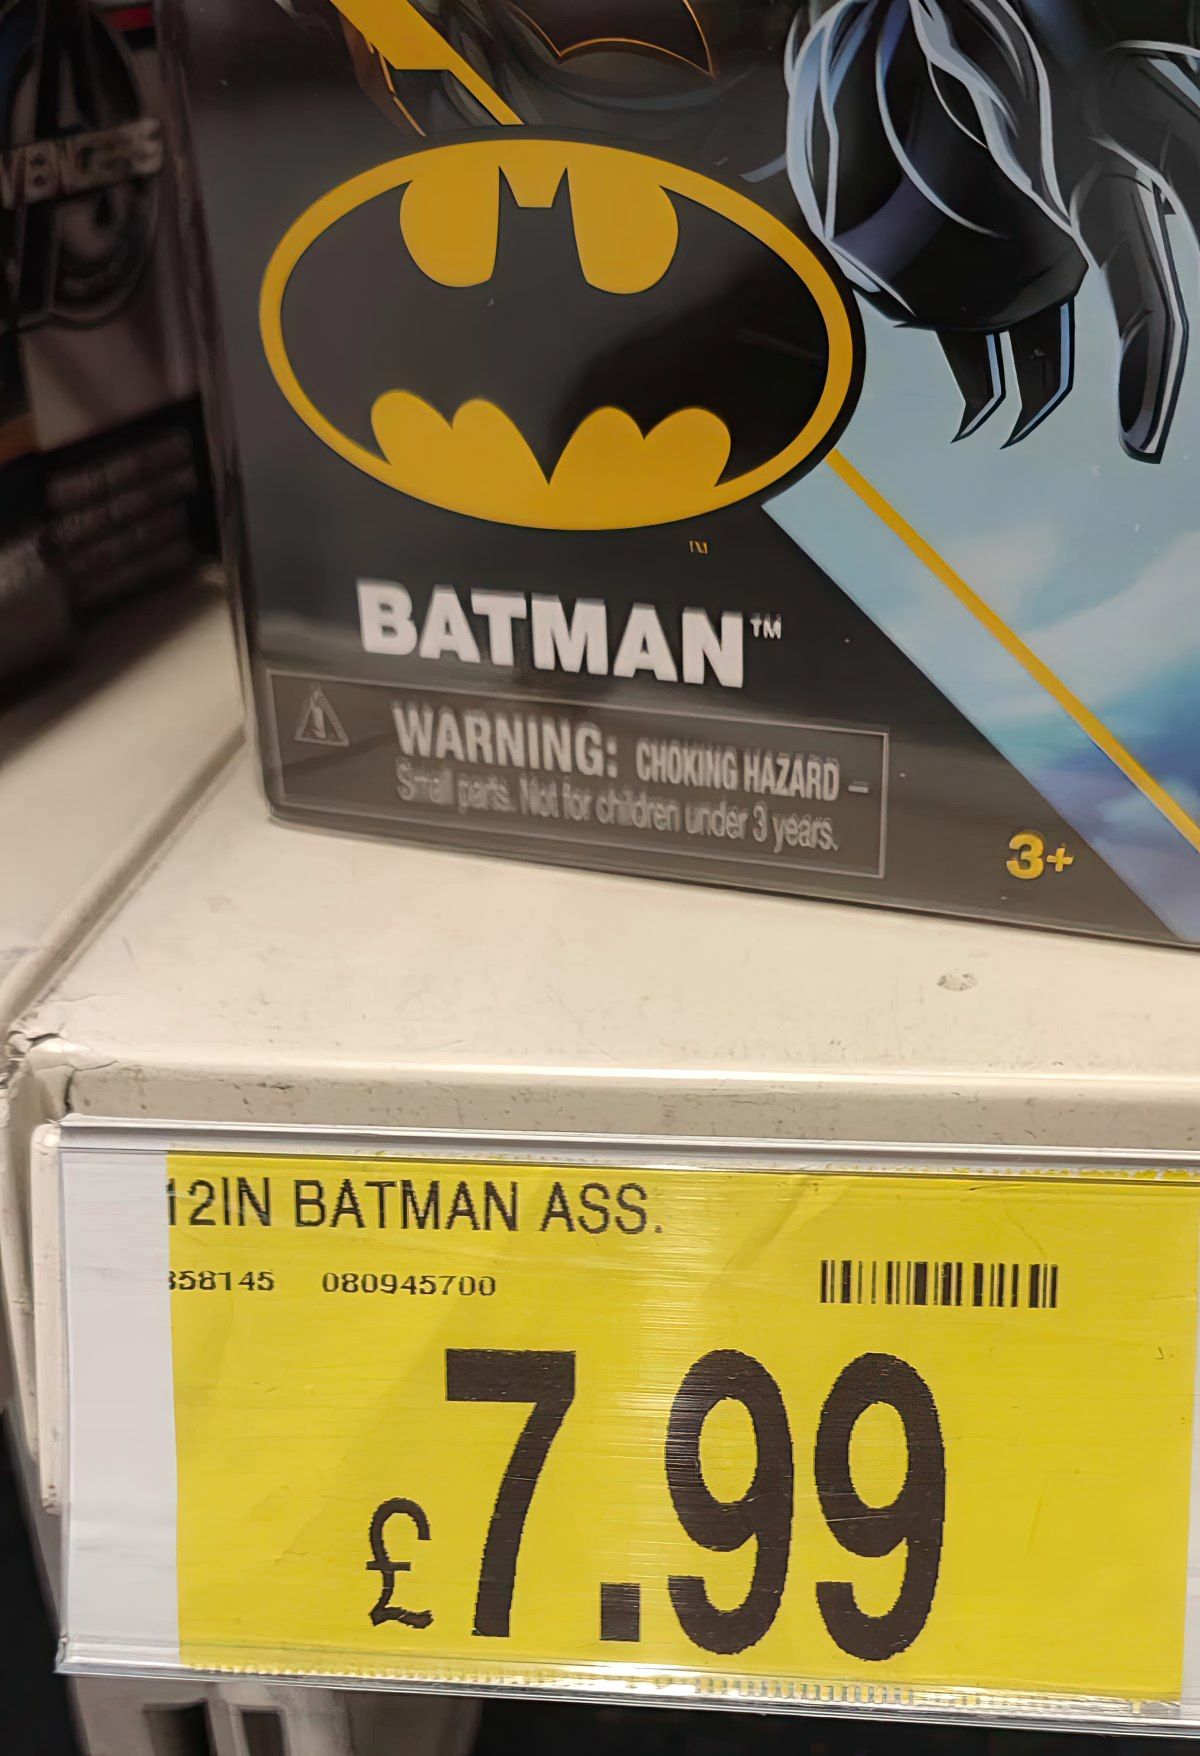 VENGERS
BATMAN™
WARNING: CHOKING HAZARD –
Small parts. Not for children under 3 years.
3+
12IN BATMAN ASS.
358145 080945700
£7.99